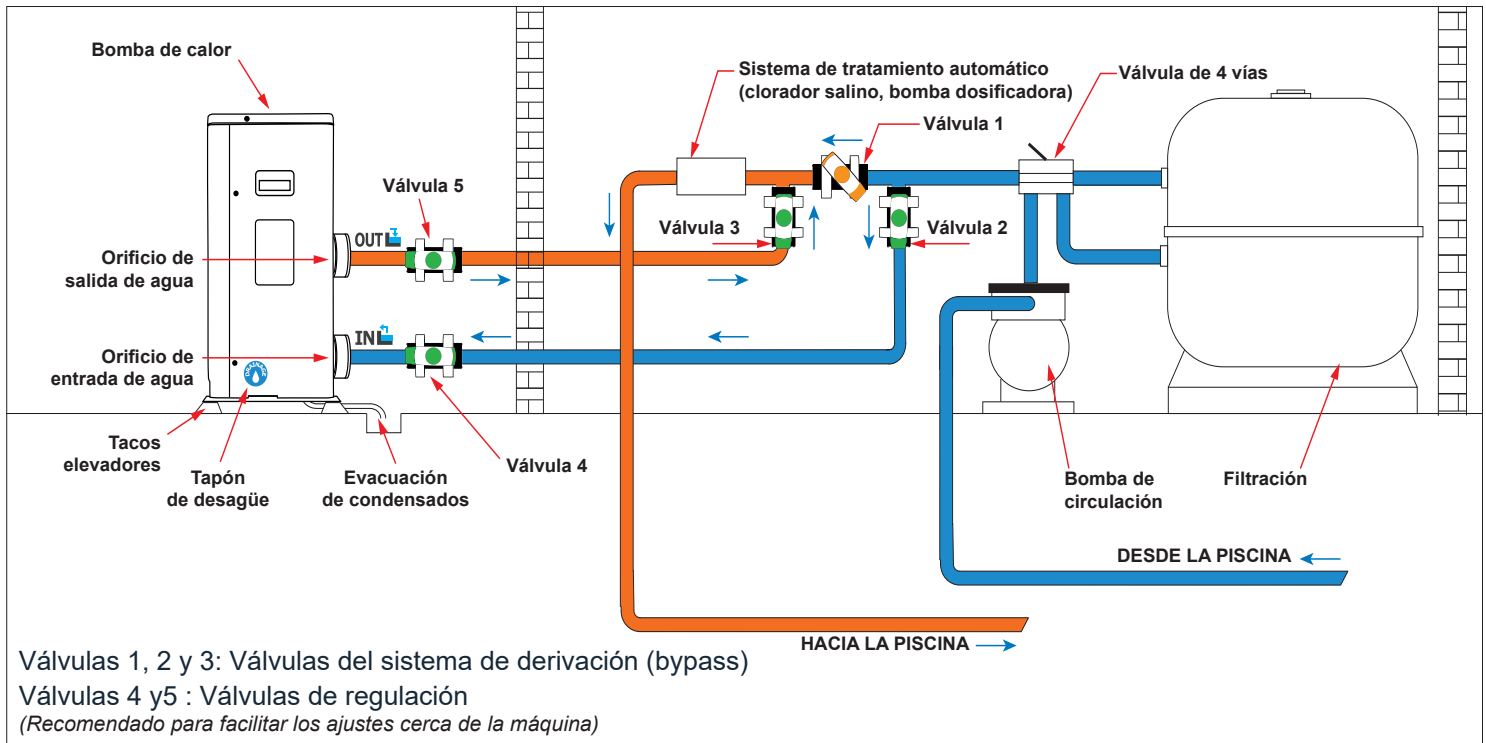 Bomba de calor
Sistema de tratamiento automático
(clorador salino, bomba dosificadora)
Válvula de 4 vías
Válvula 1
Válvula 5
Válvula 3
Válvula 2
OUT
Orificio de
salida de agua
IN
Orificio de
entrada de agua
DRAINAGE
Tacos
elevadores
Tapón
de desagüe
Evacuación
de condensados
Válvula 4
Bomba de
circulación
Filtración
DESDE LA PISCINA
HACIA LA PISCINA
Válvulas 1, 2 y 3: Válvulas del sistema de derivación (bypass)
Válvulas 4 y5 : Válvulas de regulación
(Recomendado para facilitar los ajustes cerca de la máquina)